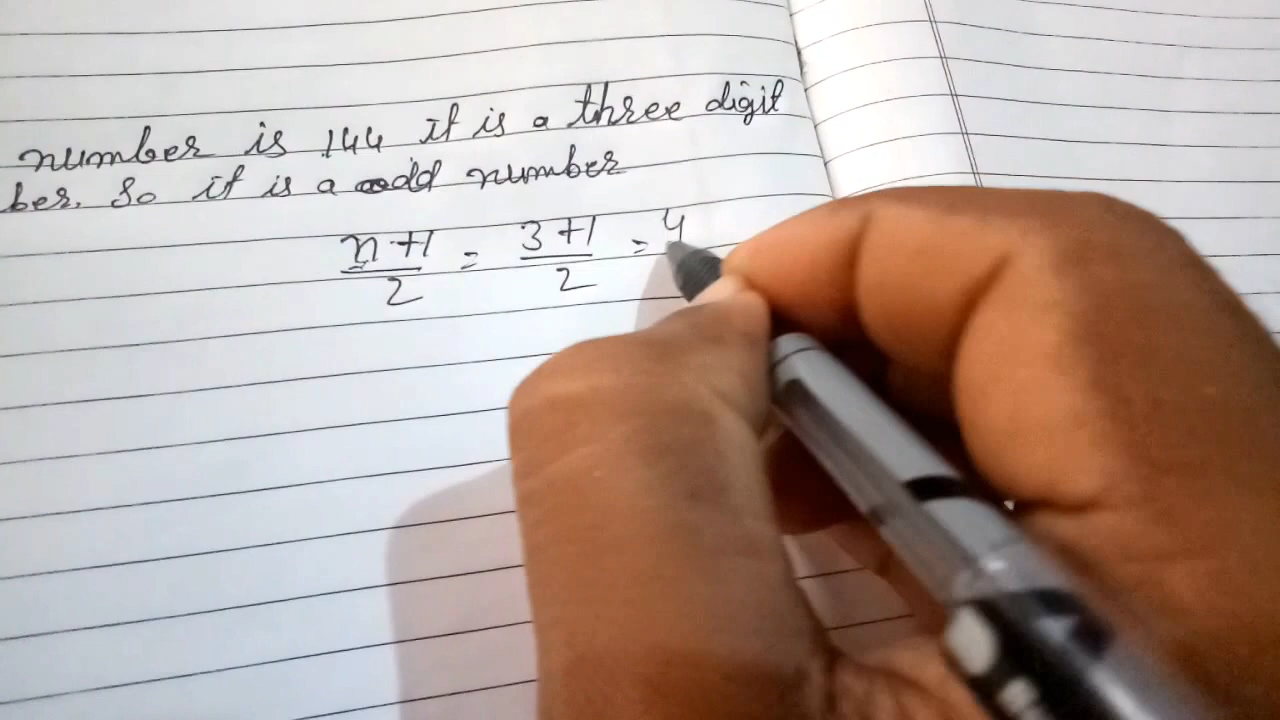 number is 144 it is a three digit
ber. So it is a odd number
n+1/2 = 3+1/2 = 4